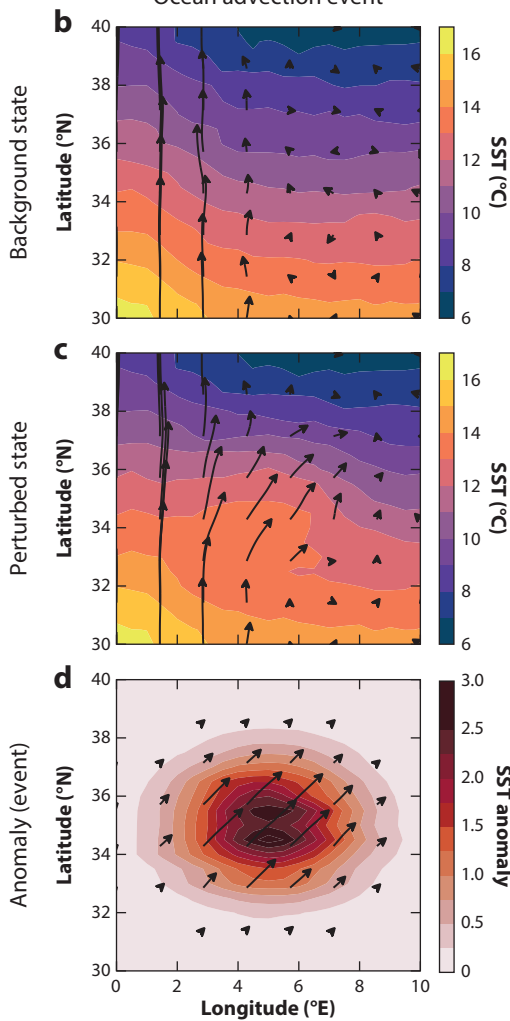 Ocean advection event
b
Background state
Latitude (°N)
40
38
36
34
32
30
16
14
12
10
8
6
SST (°C)
c
Perturbed state
Latitude (°N)
40
38
36
34
32
30
16
14
12
10
8
6
SST (°C)
d
Anomaly (event)
Latitude (°N)
40
38
36
34
32
30
3.0
2.5
2.0
1.5
1.0
0.5
0
SST anomaly
0 2 4 6 8 10
Longitude (°E)